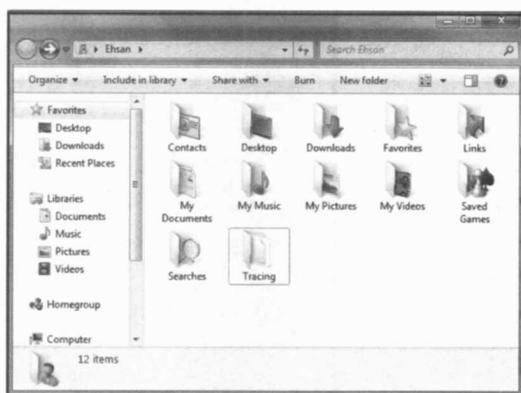 Ehsan
Search Ehsan
Organize
Include in library
Share with
Burn
New folder
Favorites
Desktop
Downloads
Recent Places
Libraries
Documents
Music
Pictures
Videos
Homegroup
Computer
Contacts
Desktop
Downloads
Favorites
Links
My
Documents
My Music
My Pictures
My Videos
Saved
Games
Searches
Tracing
12 items